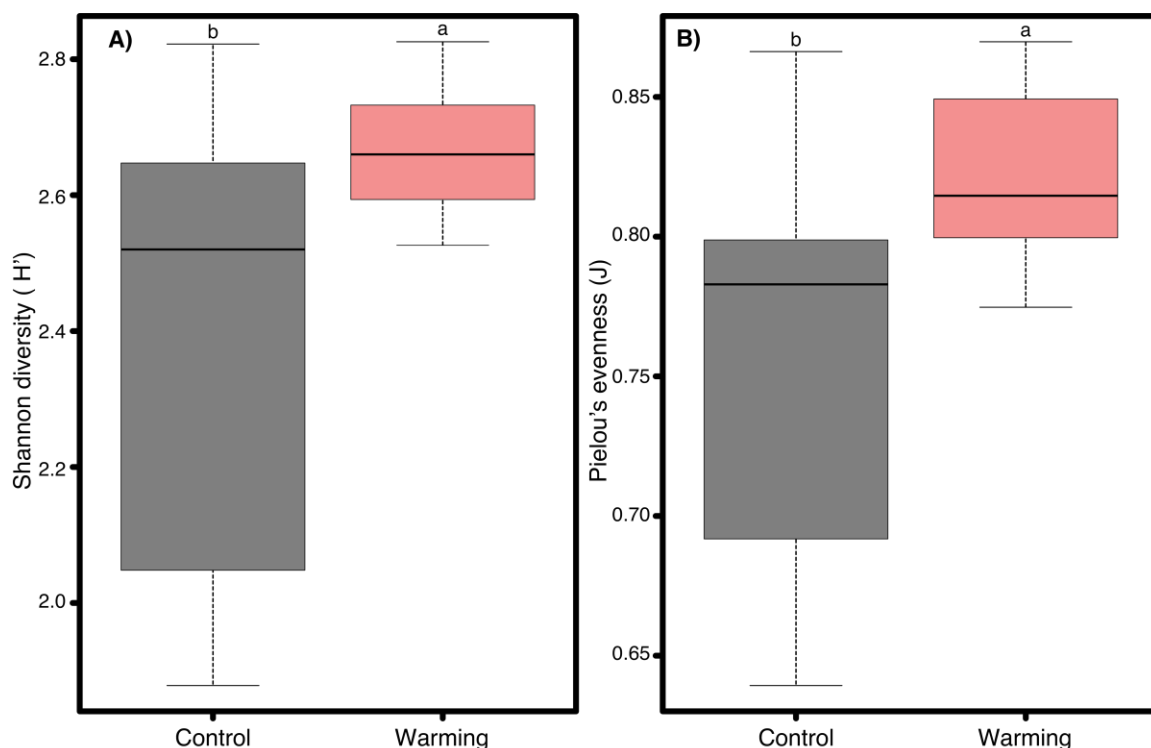 A)
b
a
2.8
2.6
2.4
2.2
2.0
Shannon diversity ( H')
Control
Warming
B)
b
a
0.85
0.80
0.75
0.70
0.65
Pielou's evenness (J)
Control
Warming